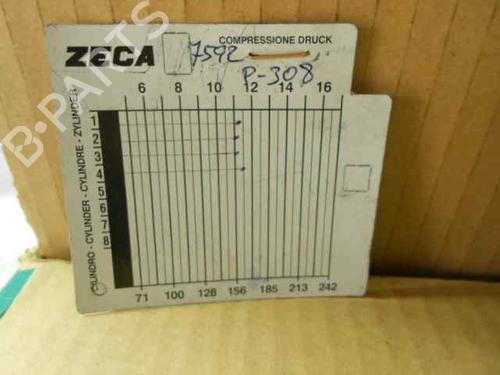 COMPRESSIONE DRUCK
ZECA 7592
P-308
6 8 10 12 14 16
CILINDRO - CYLINDER - CYLINDRE - ZYLINDER
1
2
3
4
5
6
7
8
71 100 128 156 185 213 242
B-PARTS